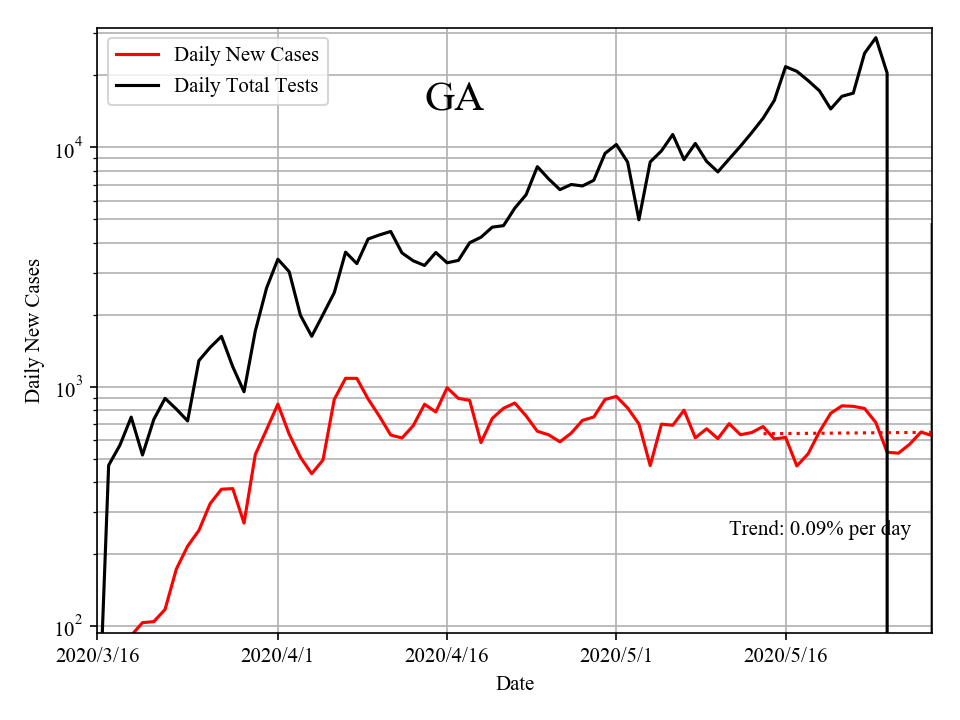 Daily New Cases
Daily Total Tests
GA
10^4
10^3
10^2
Daily New Cases
Trend: 0.09% per day
2020/3/16
2020/4/1
2020/4/16
2020/5/1
2020/5/16
Date